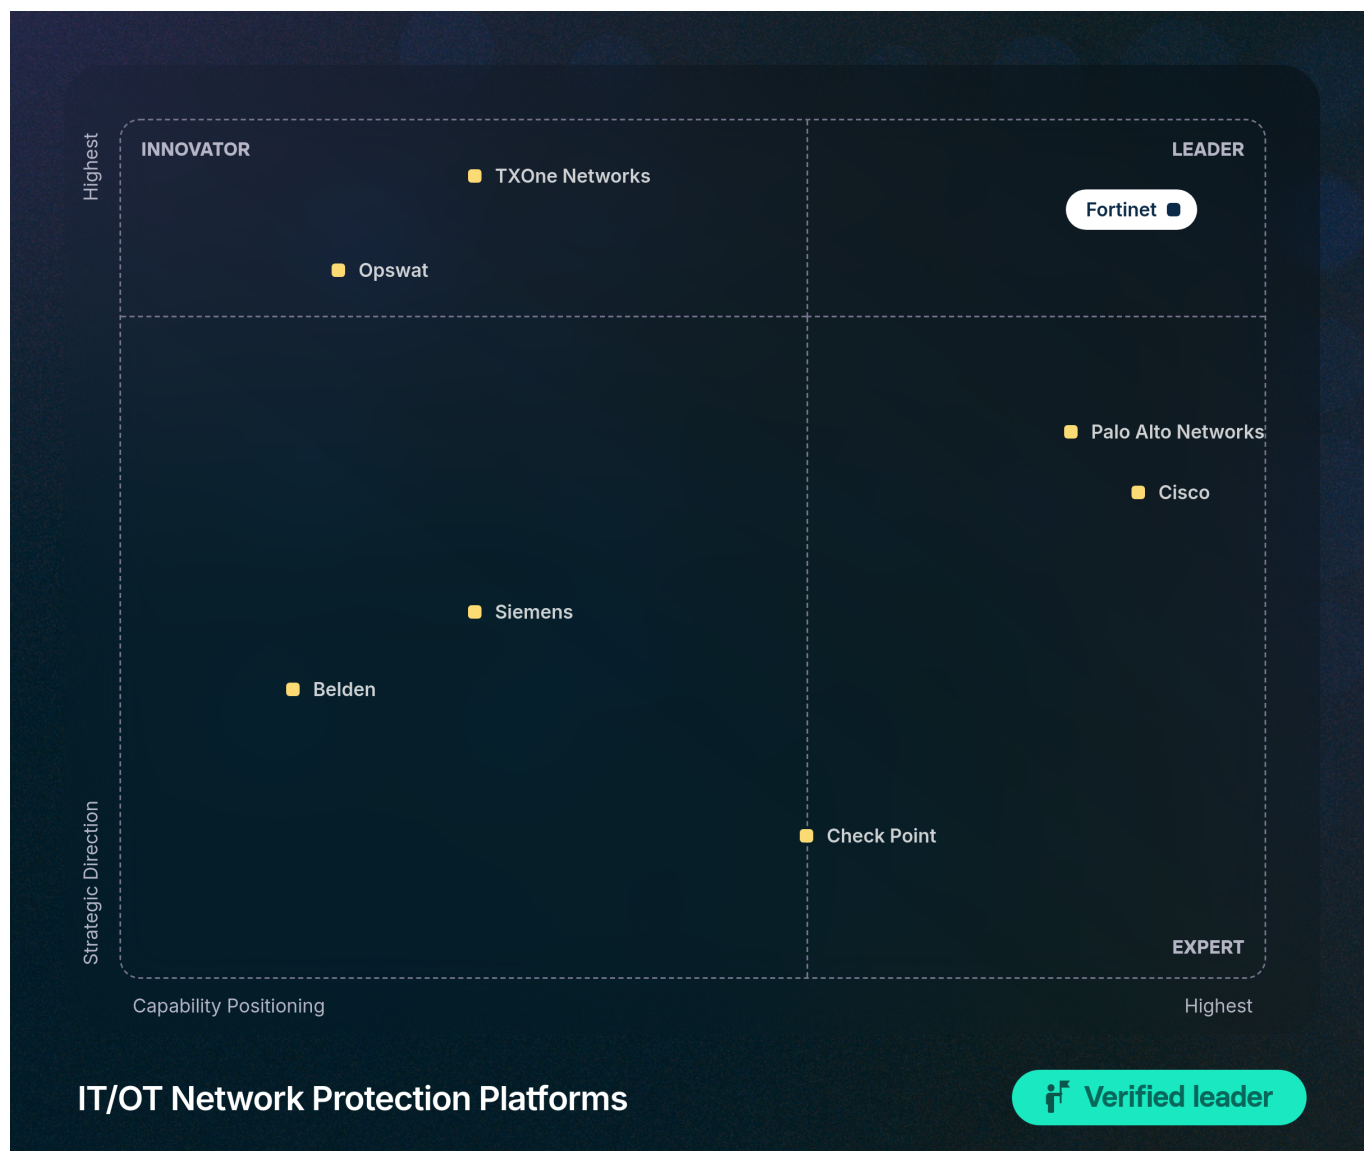 Highest
INNOVATOR
LEADER
TXOne Networks
Fortinet
Opswat
Palo Alto Networks
Cisco
Siemens
Belden
Check Point
Strategic Direction
EXPERT
Capability Positioning
Highest
IT/OT Network Protection Platforms
Verified leader